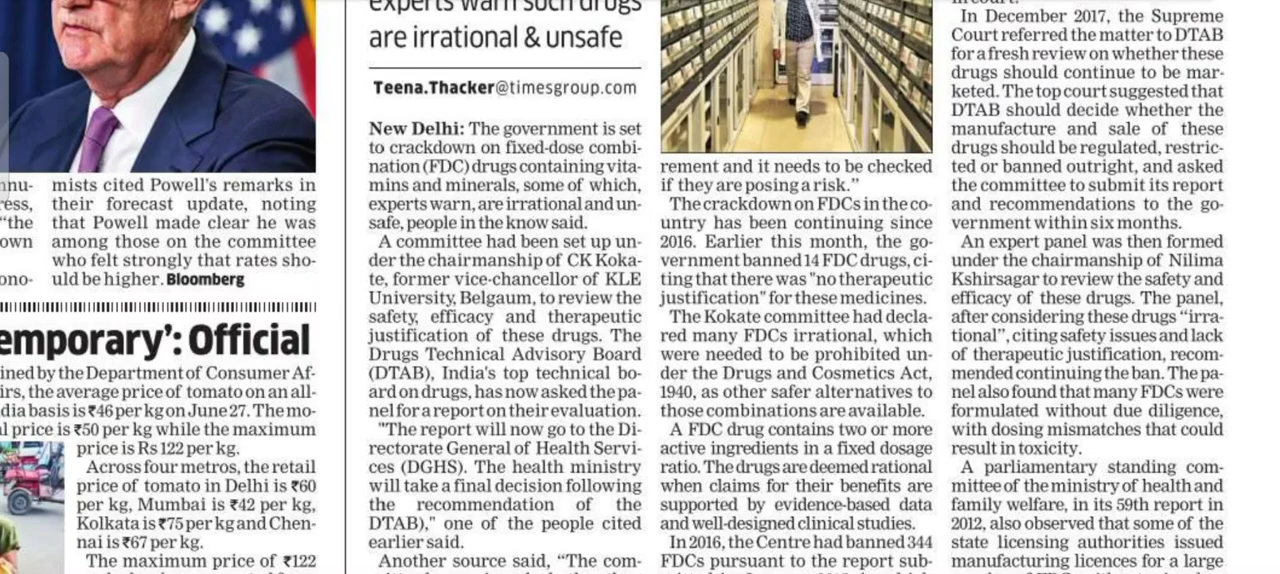 nnu-
ress,
"the
own
ono-
mists cited Powell's remarks in
their forecast update, noting
that Powell made clear he was
among those on the committee
who felt strongly that rates sho-
uld be higher. Bloomberg
emporary': Official
ined by the Department of Consumer Af-
irs, the average price of tomato on an all-
dia basis is ₹46 per kg on June 27. The mo-
l price is ₹50 per kg while the maximum
price is Rs 122 per kg.
Across four metros, the retail
price of tomato in Delhi is ₹60
per kg, Mumbai is ₹42 per kg,
Kolkata is ₹75 per kg and Chen-
nai is ₹67 per kg.
The maximum price of ₹122
experts warn such drugs
are irrational & unsafe
Teena.Thacker@timesgroup.com
New Delhi: The government is set
to crackdown on fixed-dose combi-
nation (FDC) drugs containing vita-
mins and minerals, some of which,
experts warn, are irrational and un-
safe, people in the know said.
A committee had been set up un-
der the chairmanship of CK Koka-
te, former vice-chancellor of KLE
University, Belgaum, to review the
safety, efficacy and therapeutic
justification of these drugs. The
Drugs Technical Advisory Board
(DTAB), India's top technical bo-
ard on drugs, has now asked the pa-
nel for a report on their evaluation.
"The report will now go to the Di-
rectorate General of Health Servi-
ces (DGHS). The health ministry
will take a final decision following
the recommendation of the
DTAB)," one of the people cited
earlier said.
Another source said, "The com-
rement and it needs to be checked
if they are posing a risk."
The crackdown on FDCs in the co-
untry has been continuing since
2016. Earlier this month, the go-
vernment banned 14 FDC drugs, ci-
ting that there was "no therapeutic
justification" for these medicines.
The Kokate committee had decla-
red many FDCs irrational, which
were needed to be prohibited un-
der the Drugs and Cosmetics Act,
1940, as other safer alternatives to
those combinations are available.
A FDC drug contains two or more
active ingredients in a fixed dosage
ratio. The drugs are deemed rational
when claims for their benefits are
supported by evidence-based data
and well-designed clinical studies.
In 2016, the Centre had banned 344
FDCs pursuant to the report sub-
in court.
In December 2017, the Supreme
Court referred the matter to DTAB
for a fresh review on whether these
drugs should continue to be mar-
keted. The top court suggested that
DTAB should decide whether the
manufacture and sale of these
drugs should be regulated, restric-
ted or banned outright, and asked
the committee to submit its report
and recommendations to the go-
vernment within six months.
An expert panel was then formed
under the chairmanship of Nilima
Kshirsagar to review the safety and
efficacy of these drugs. The panel,
after considering these drugs "irra-
tional", citing safety issues and lack
of therapeutic justification, recom-
mended continuing the ban. The pa-
nel also found that many FDCs were
formulated without due diligence,
with dosing mismatches that could
result in toxicity.
A parliamentary standing com-
mittee of the ministry of health and
family welfare, in its 59th report in
2012, also observed that some of the
state licensing authorities issued
manufacturing licenses for a large